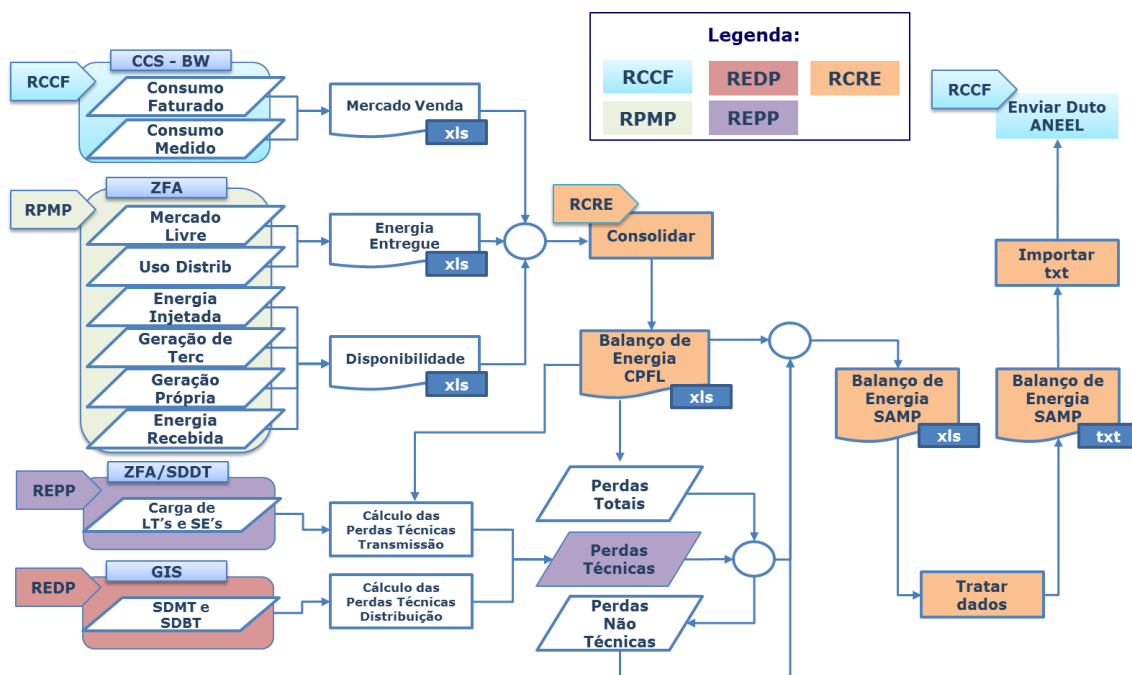 Legenda:
RCCF
REDP
RCRE
RPMP
REPP
CCS - BW
RCCF
Consumo
Faturado
Consumo
Medido
Mercado Venda
xls
ZFA
RPMP
Mercado
Livre
Uso Distrib
Energia
Injetada
Geração de
Terc
Geração
Própria
Energia
Recebida
Energia
Entregue
xls
Disponibilidade
xls
RCRE
Consolidar
Balanço de
Energia
CPFL
xls
ZFA/SDDT
REPP
Carga de
LT's e SE's
Cálculo das
Perdas Técnicas
Transmissão
GIS
REDP
SDMT e
SDBT
Cálculo das
Perdas Técnicas
Distribuição
Perdas
Totais
Perdas
Técnicas
Perdas
Não
Técnicas
Balanço de
Energia
SAMP
xls
Tratar
dados
Balanço de
Energia
SAMP
txt
Importar
txt
RCCF
Enviar Duto
ANEEL